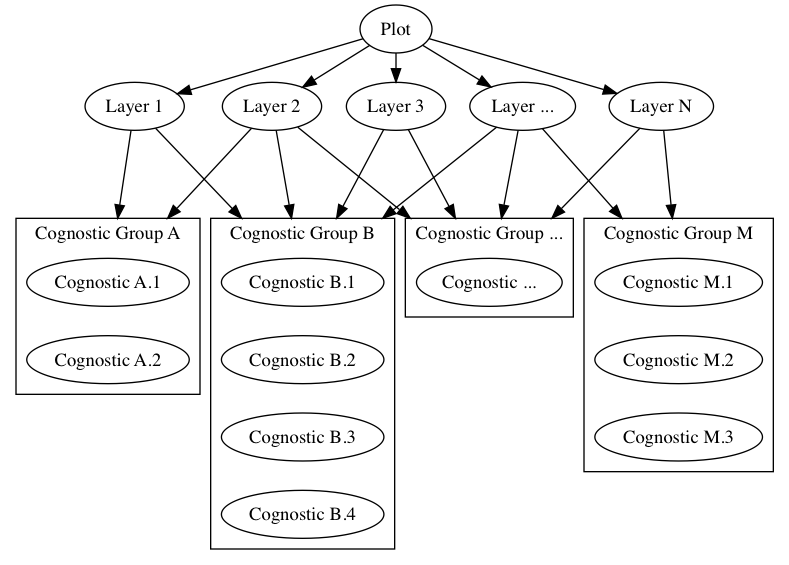 Plot
Layer 1
Layer 2
Layer 3
Layer ...
Layer N
Cognostic Group A
Cognostic A.1
Cognostic A.2
Cognostic Group B
Cognostic B.1
Cognostic B.2
Cognostic B.3
Cognostic B.4
Cognostic Group ...
Cognostic ...
Cognostic Group M
Cognostic M.1
Cognostic M.2
Cognostic M.3